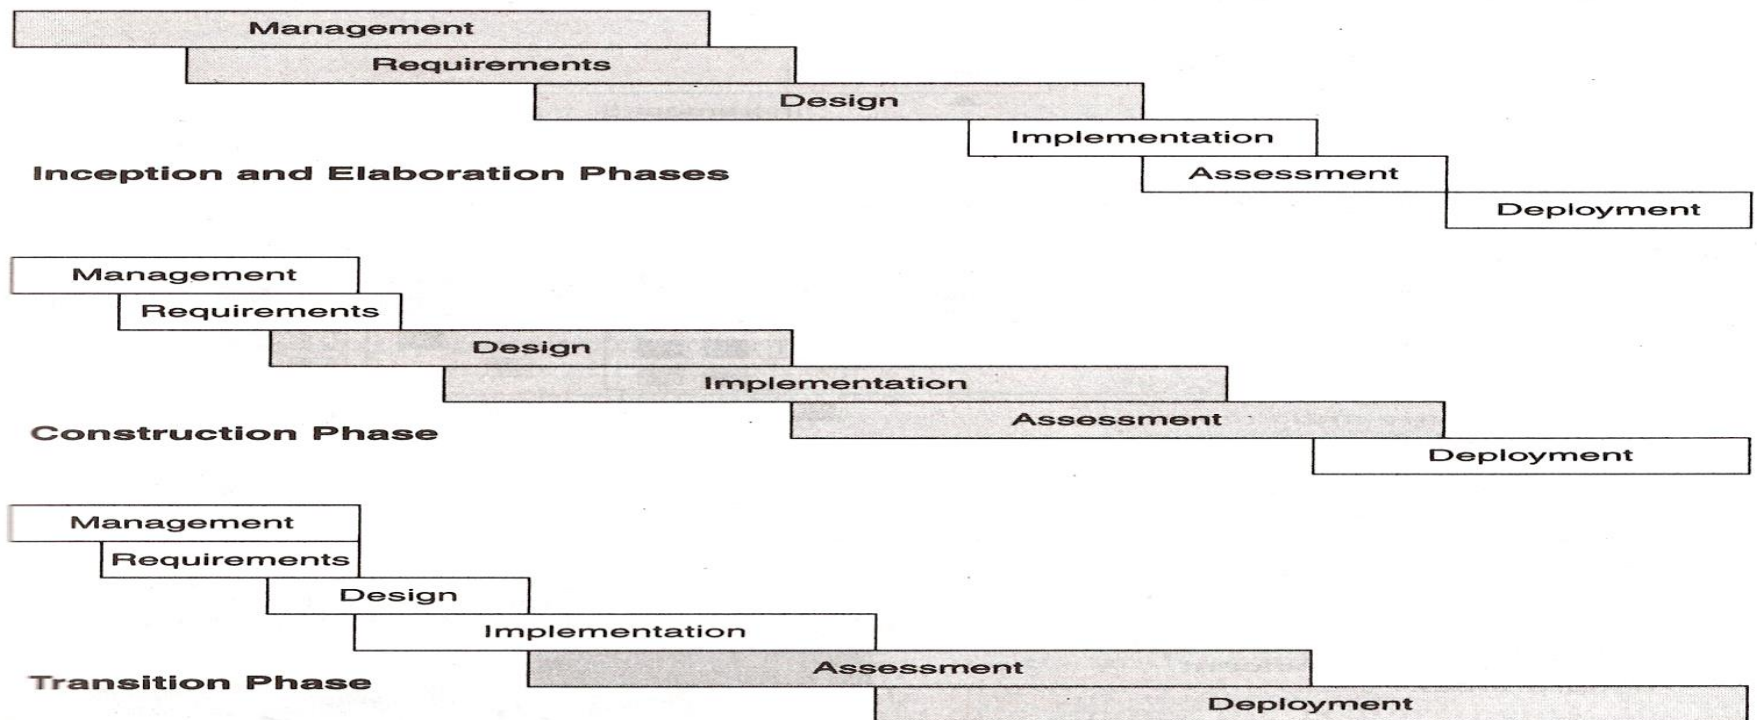 Management
Requirements
Design
Implementation
Inception and Elaboration Phases
Assessment
Deployment
Management
Requirements
Design
Implementation
Assessment
Construction Phase
Deployment
Management
Requirements
Design
Implementation
Assessment
Transition Phase
Deployment